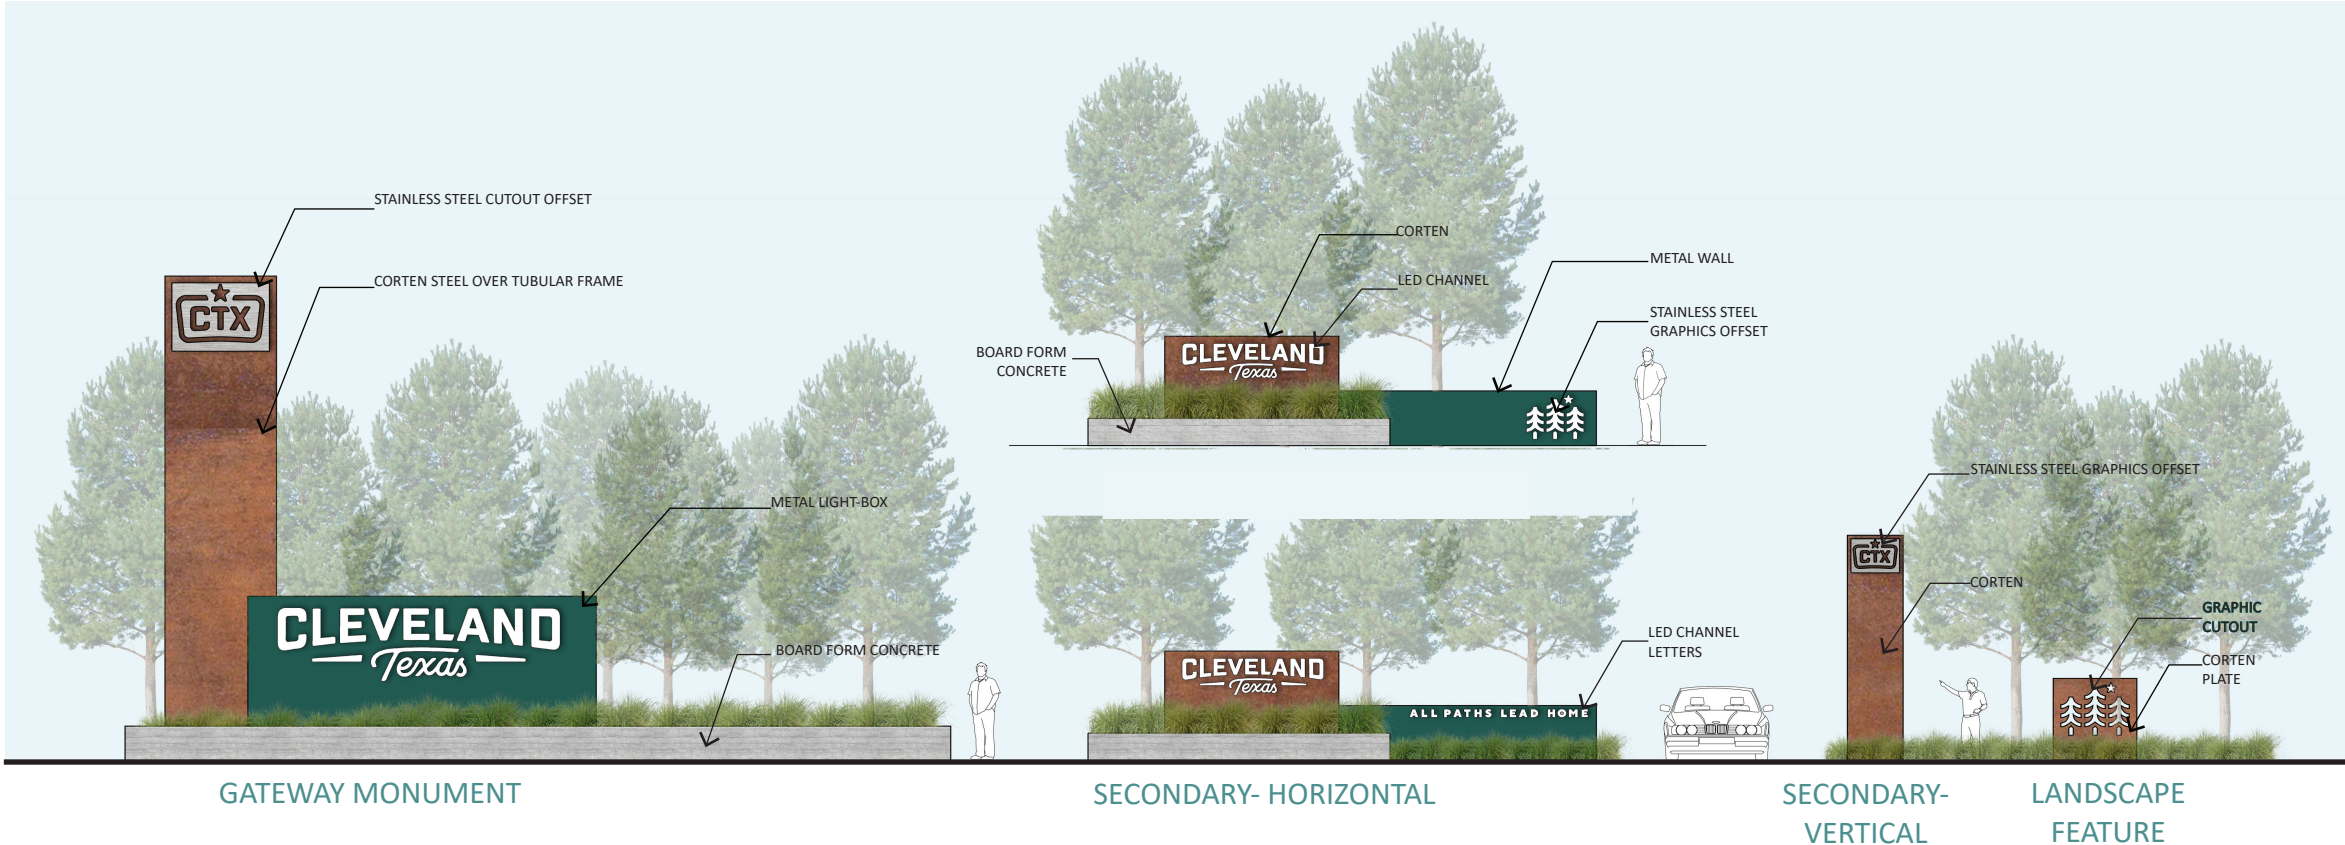 STAINLESS STEEL CUTOUT OFFSET
CTX
CORTEN STEEL OVER TUBULAR FRAME
METAL LIGHT-BOX
CLEVELAND
Texas
BOARD FORM CONCRETE
GATEWAY MONUMENT
CORTEN
METAL WALL
LED CHANNEL
STAINLESS STEEL
GRAPHICS OFFSET
BOARD FORM
CONCRETE
CLEVELAND
Texas
LED CHANNEL
LETTERS
CLEVELAND
Texas
ALL PATHS LEAD HOME
SECONDARY- HORIZONTAL
STAINLESS STEEL GRAPHICS OFFSET
CTX
CORTEN
GRAPHIC
CUTOUT
CORTEN
PLATE
SECONDARY-
VERTICAL
LANDSCAPE
FEATURE